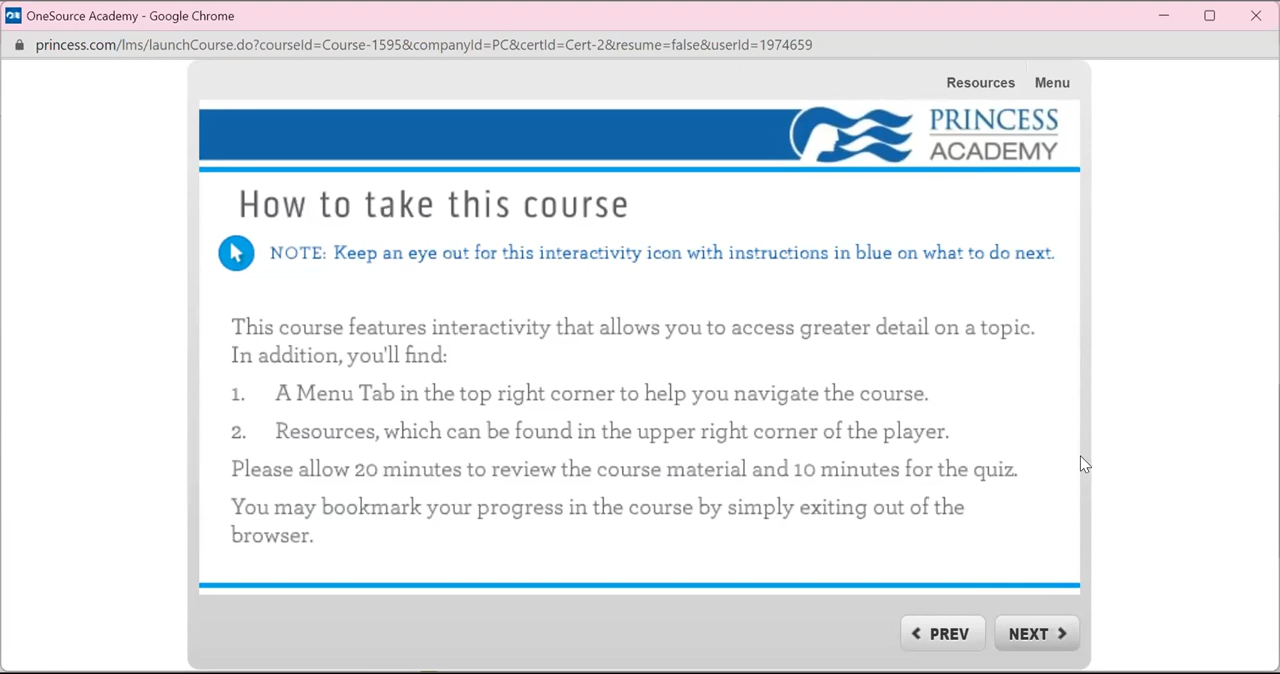 OneSource Academy - Google Chrome
princess.com/lms/launchCourse.do?courseId=Course-1595&companyId=PC&certId=Cert-2&resume=false&userId=1974659
Resources Menu
PRINCESS
ACADEMY
How to take this course
NOTE: Keep an eye out for this interactivity icon with instructions in blue on what to do next.
This course features interactivity that allows you to access greater detail on a topic.
In addition, you'll find:
1. A Menu Tab in the top right corner to help you navigate the course.
2. Resources, which can be found in the upper right corner of the player.
Please allow 20 minutes to review the course material and 10 minutes for the quiz.
You may bookmark your progress in the course by simply exiting out of the
browser.
PREV NEXT